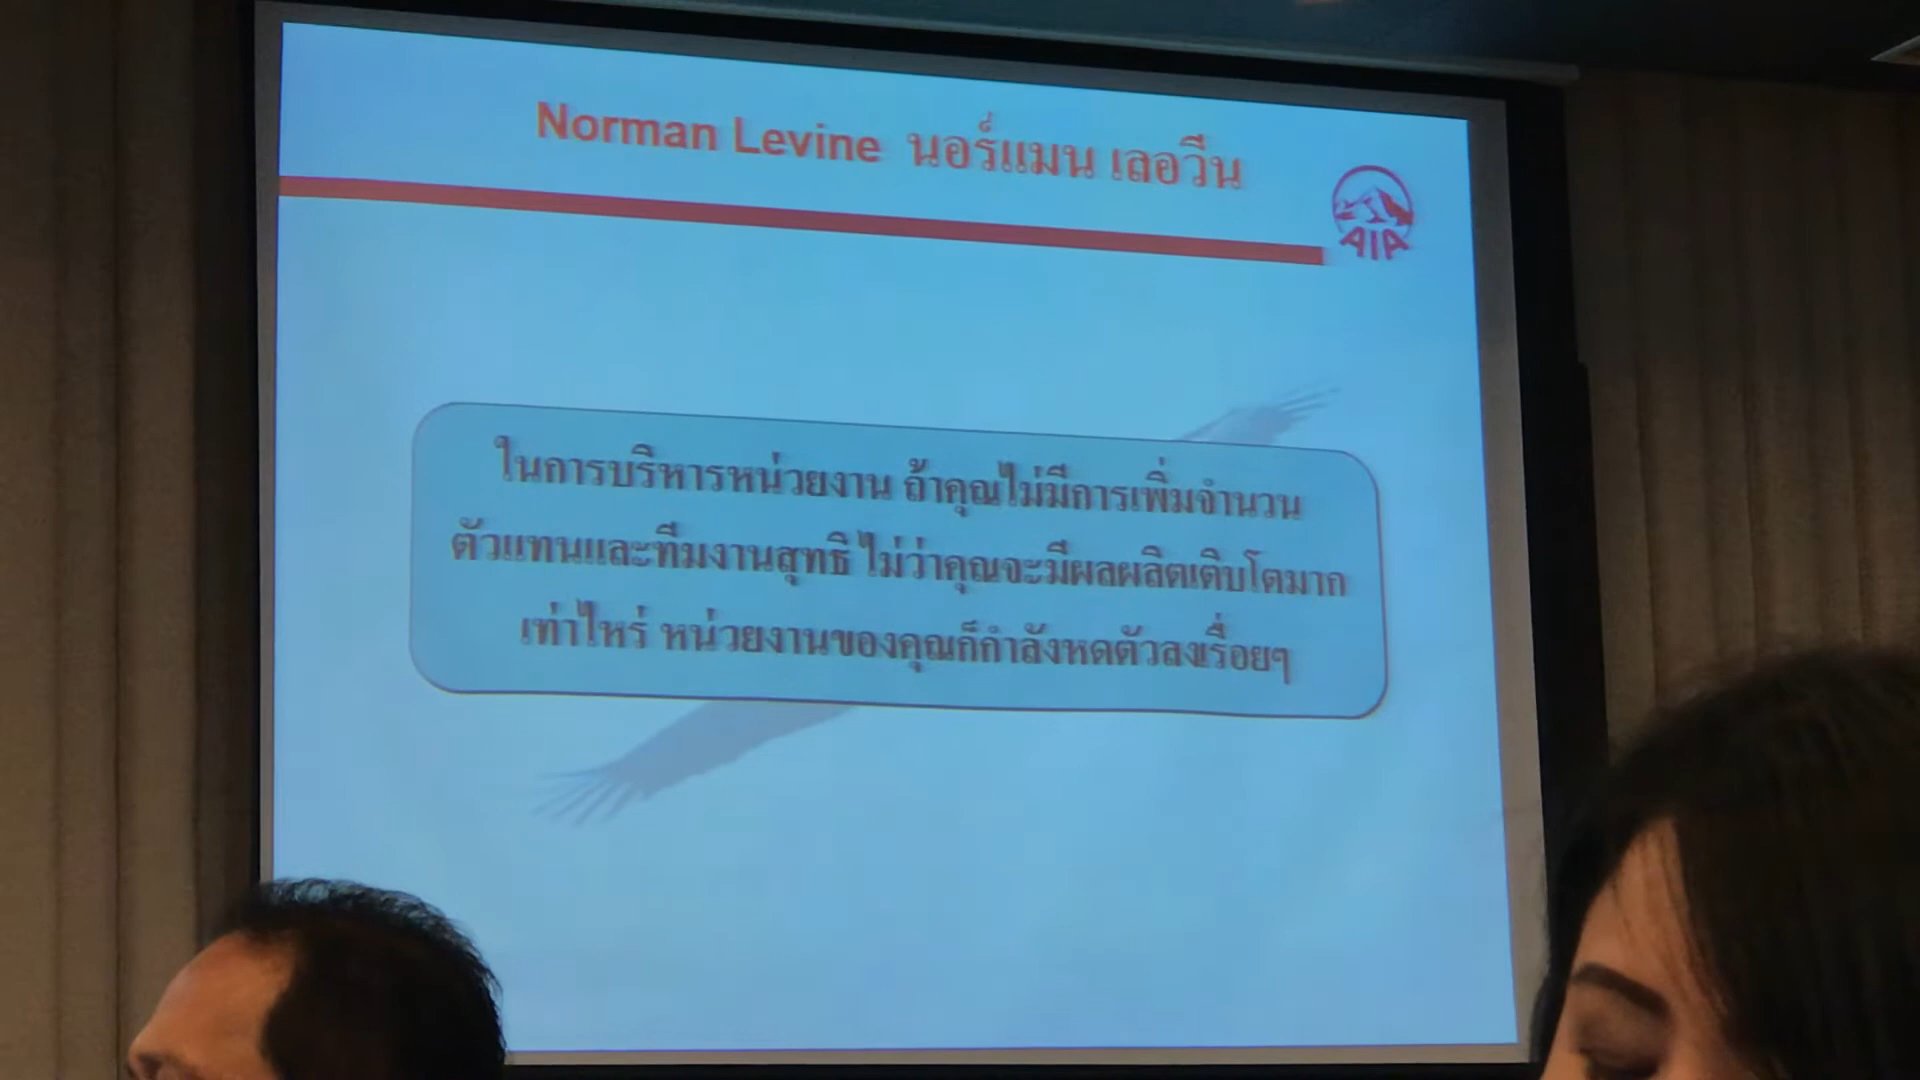 Norman Levine นอร์แมน เลอวีน
AIA
ในการบริหารหน่วยงาน ถ้าคุณไม่มีการเพิ่มจำนวน
ตัวแทนและทีมงานสุทธิ ไม่ว่าคุณจะมีผลผลิตเติบโตมาก
เท่าไหร่ หน่วยงานของคุณก็กำลังหดตัวลงเรื่อยๆ